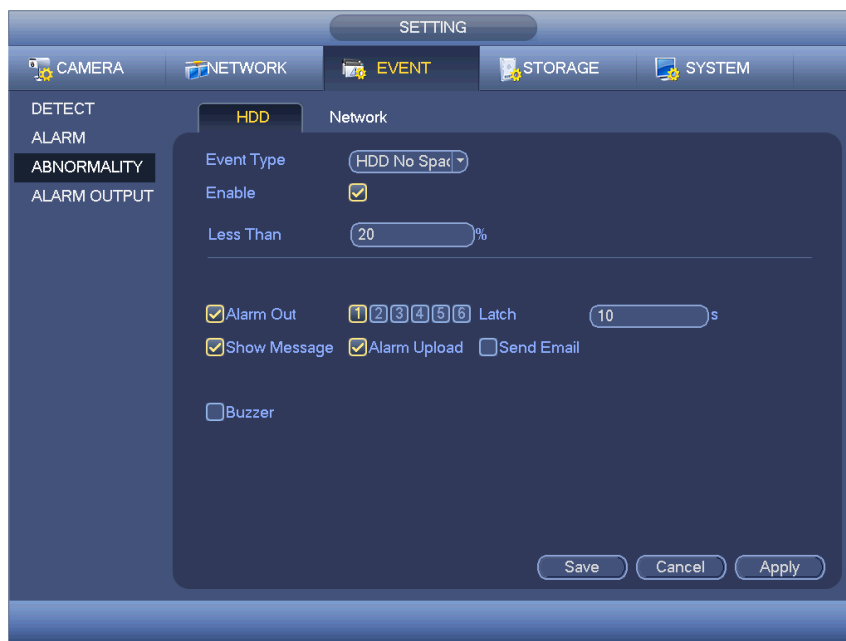 SETTING
CAMERA NETWORK EVENT STORAGE SYSTEM
DETECT
ALARM
ABNORMALITY
ALARM OUTPUT
HDD Network
Event Type HDD No Spac
Enable
Less Than 20 %
Alarm Out 1 2 3 4 5 6 Latch 10 s
Show Message Alarm Upload Send Email
Buzzer
Save Cancel Apply